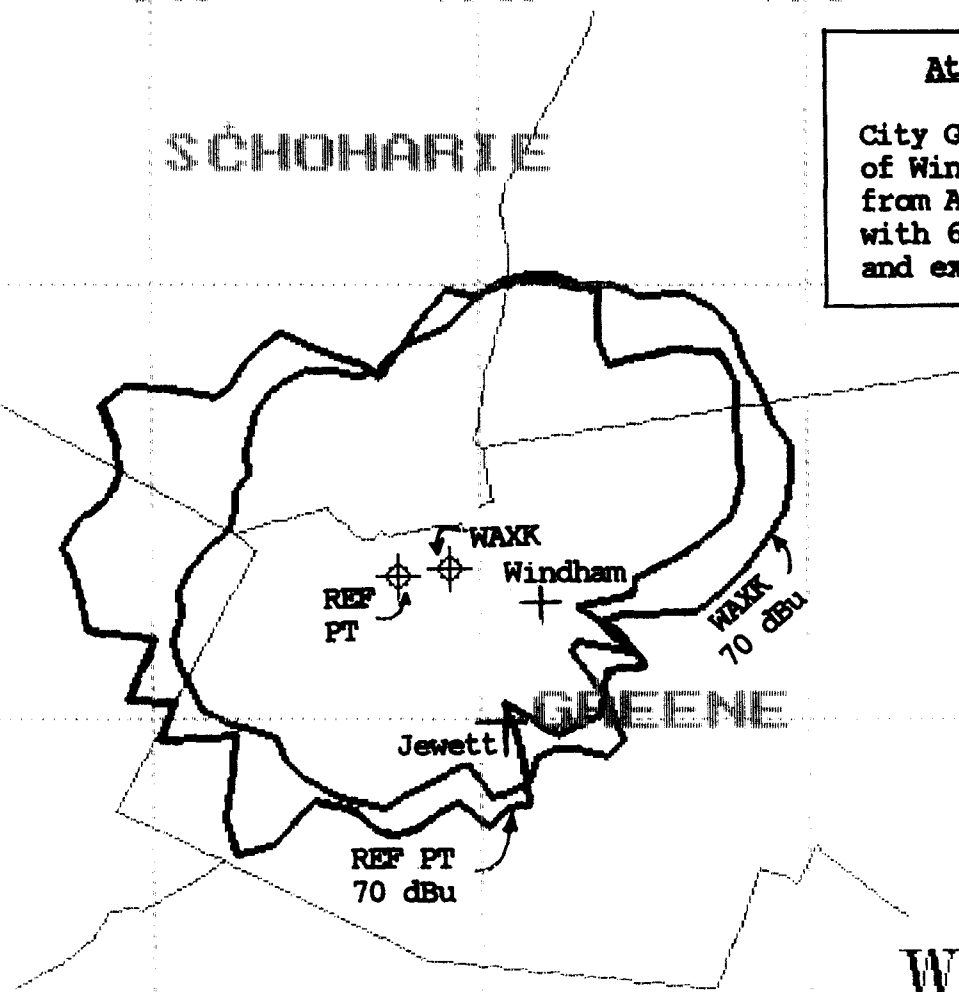 SCHOHARIE
At
City G
of Win
from A
with 6
and ex
WAXK
Windham
REF
PT
WAXK
70 dBu
GREENE
Jewett
REF PT
70 dBu
W